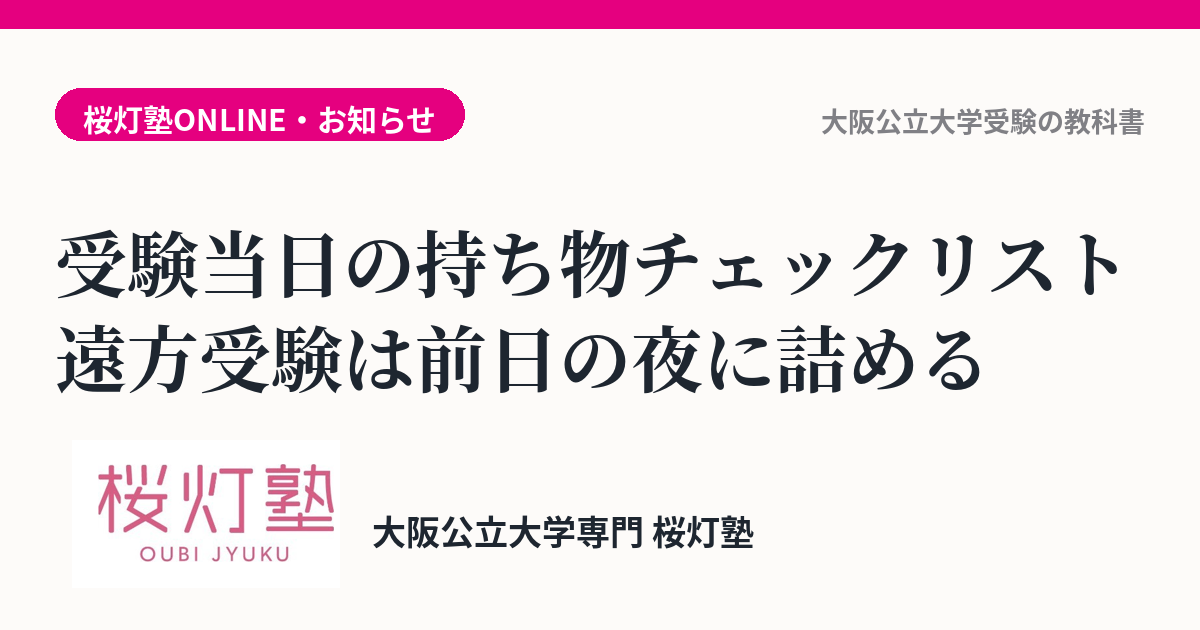 桜灯塾ONLINE・お知らせ
大阪公立大学受験の教科書
受験当日の持ち物チェックリスト
遠方受験は前日の夜に詰める
桜灯塾
OUBI JYUKU
大阪公立大学専門 桜灯塾